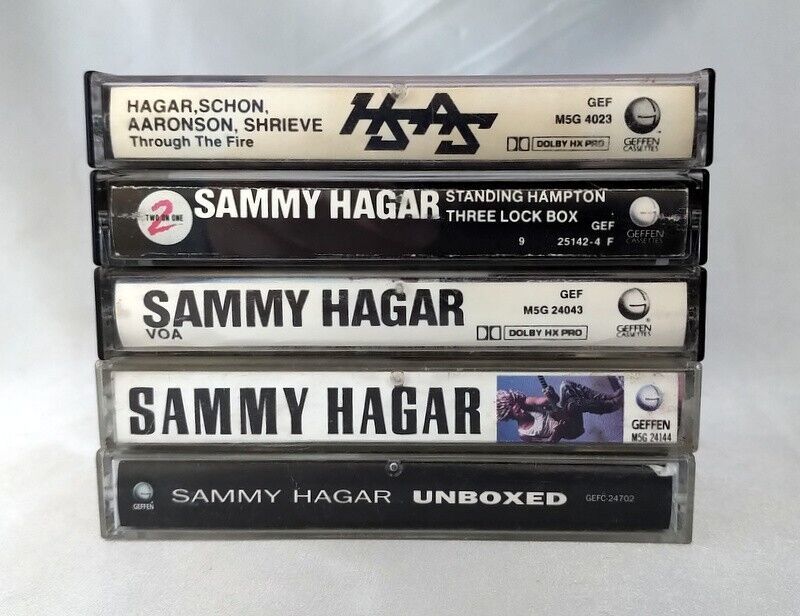 HAGAR, SCHON,
AARONSON, SHRIEVE
Through The Fire
HSAS
GEF
M5G 4023
DOLBY HX PRO
GEFFEN
CASSETTES
2
TWO ON ONE
SAMMY HAGAR
STANDING HAMPTON
THREE LOCK BOX
GEF
9 25142-4 F
GEFFEN
CASSETTES
SAMMY HAGAR
VOA
GEF
M5G 24043
DOLBY HX PRO
GEFFEN
CASSETTES
SAMMY HAGAR
GEFFEN
M5G 24144
GEFFEN
SAMMY HAGAR UNBOXED
GEFC-24702